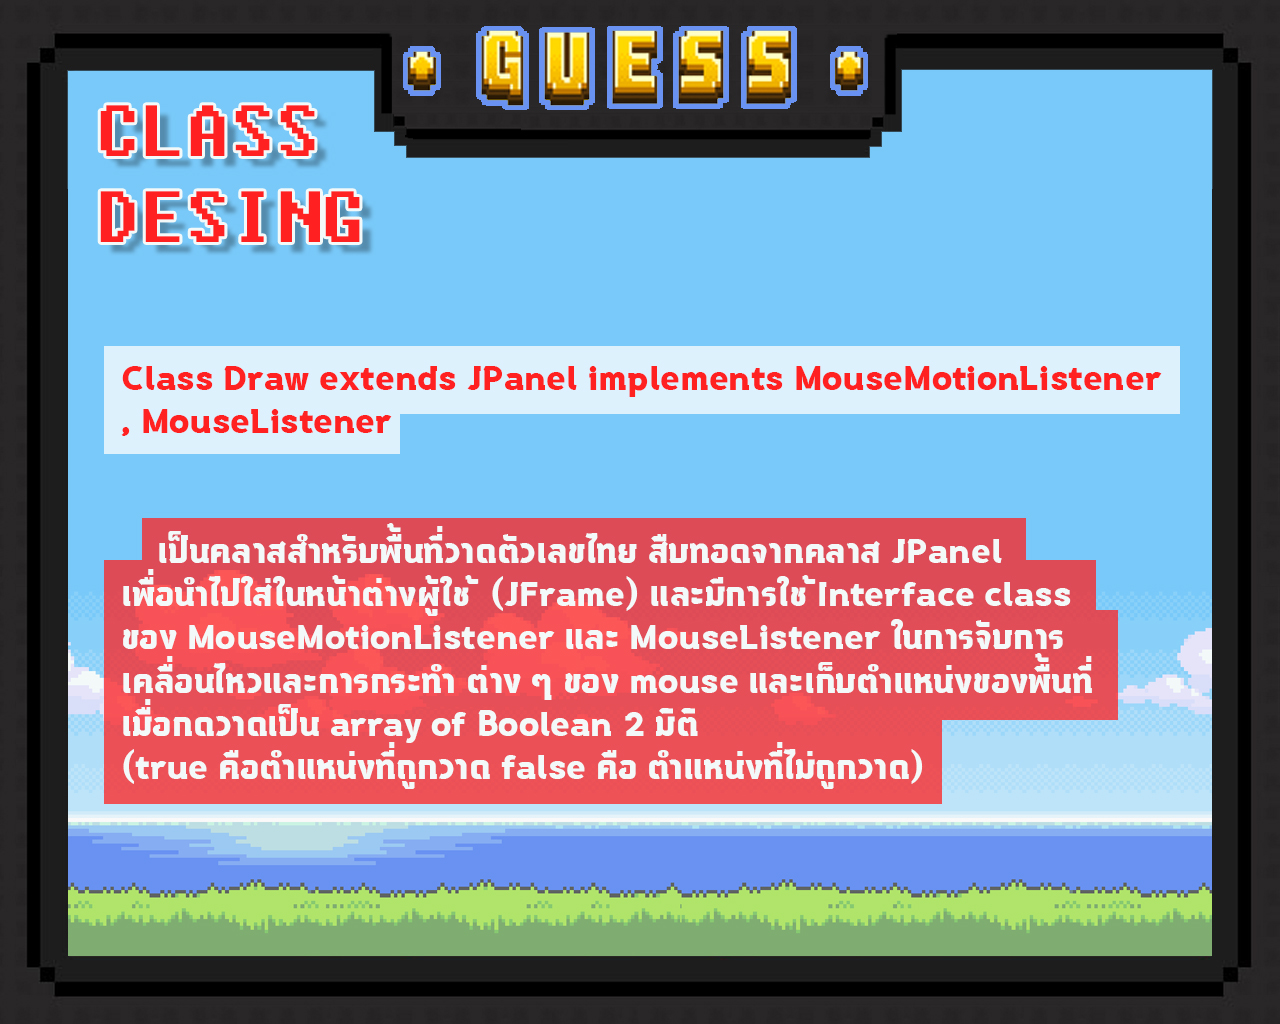 GUESS
CLASS
DESING
Class Draw extends JPanel implements MouseMotionListener
, MouseListener
เป็นคลาสสำหรับพื้นที่วาดตัวเลขไทย สืบทอดจากคลาส JPanel
เพื่อนำไปใส่ในหน้าต่างผู้ใช้ (JFrame) และมีการใช้ Interface class
ของ MouseMotionListener และ MouseListener ในการจับการ
เคลื่อนไหวและการกระทำ ต่าง ๆ ของ mouse และเก็บตำแหน่งของพื้นที่
เมื่อกดวาดเป็น array of Boolean 2 มิติ
(true คือตำแหน่งที่ถูกวาด false คือ ตำแหน่งที่ไม่ถูกวาด)